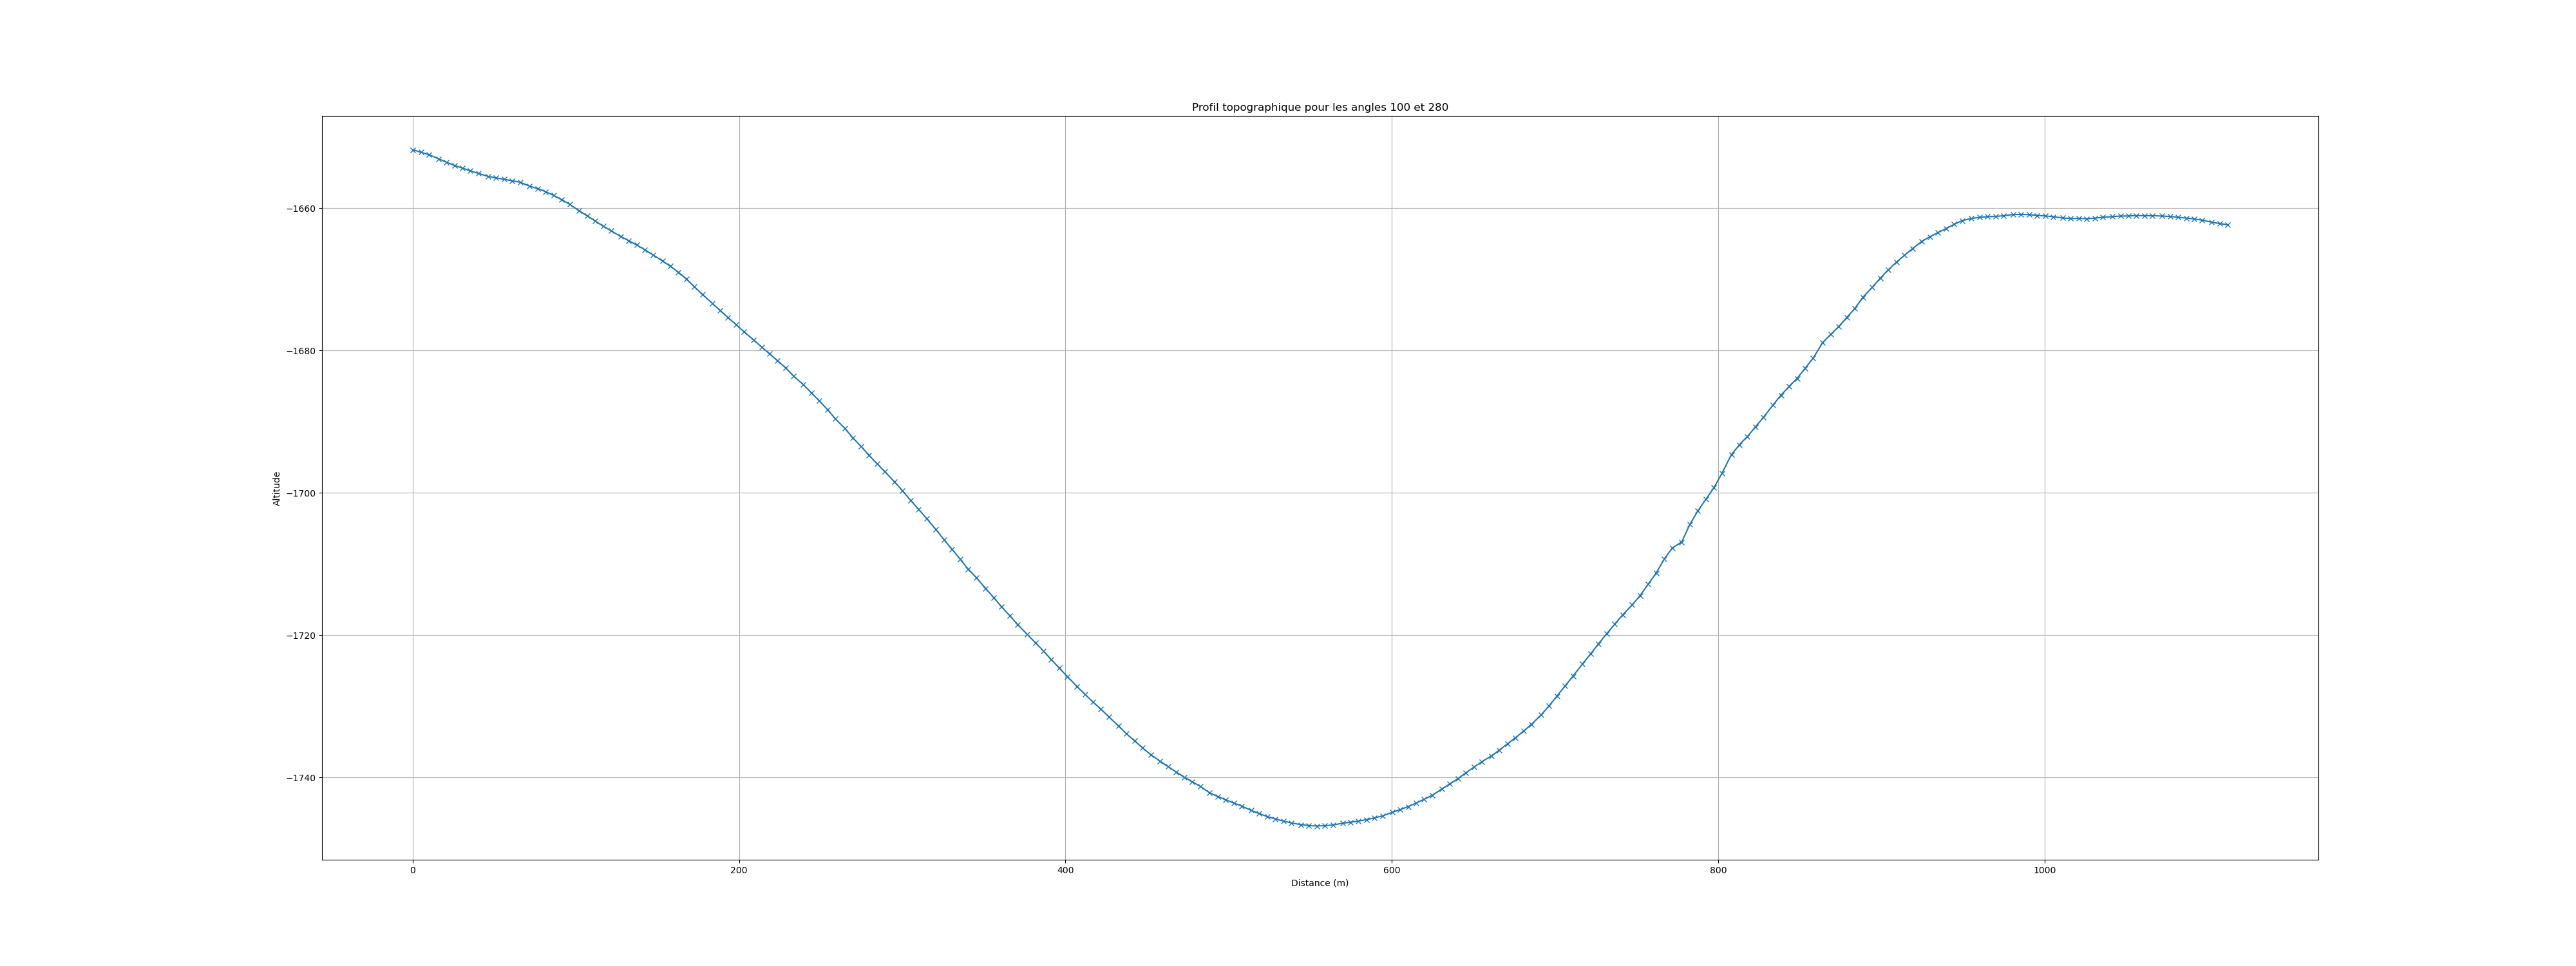 Profil topographique pour les angles 100 et 280
−1660
−1680
−1700
−1720
−1740
Altitude
0 200 400 600 800 1000
Distance (m)